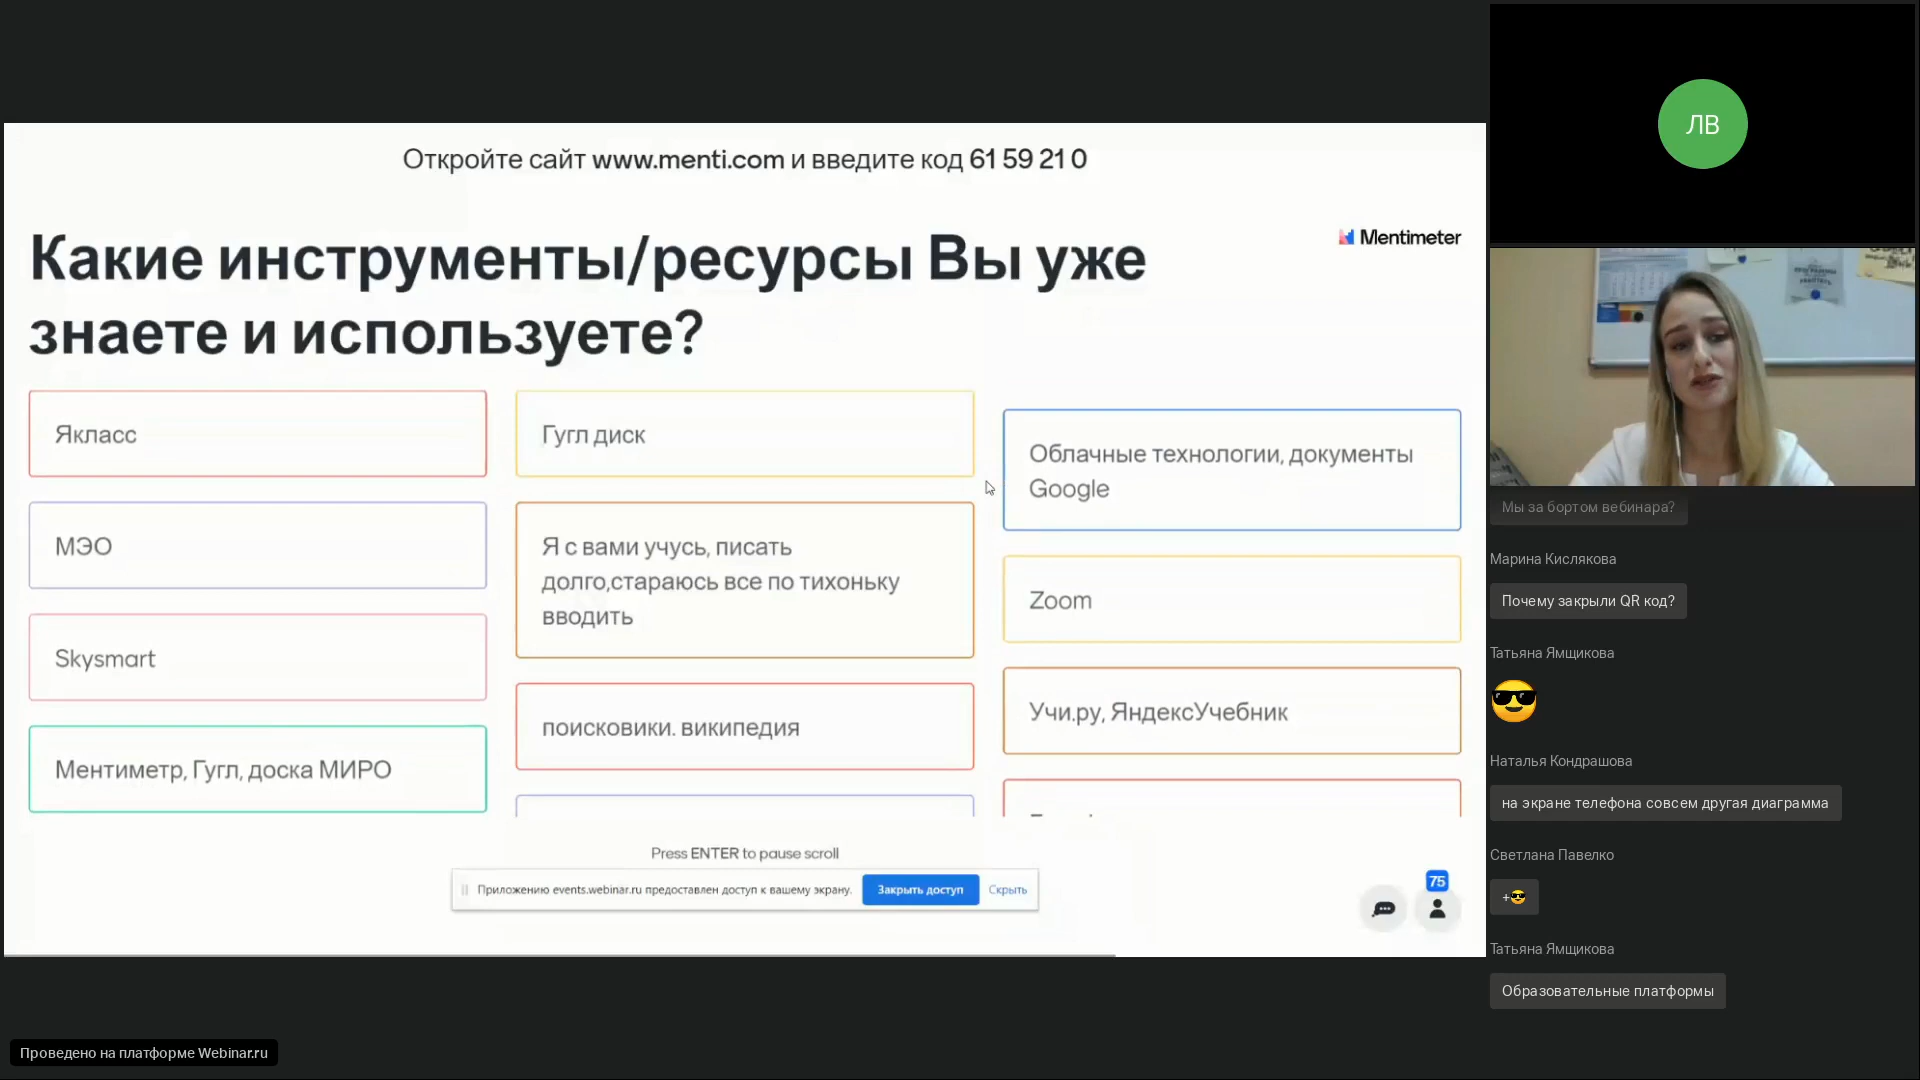 Откройте сайт www.menti.com и введите код 61 59 21 0
Какие инструменты/ресурсы Вы уже
знаете и используете?
Mentimeter
Якласс
МЭО
Skysmart
Ментиметр, Гугл, доска МИРО
Гугл диск
Я с вами учусь, писать
долго,стараюсь все по тихоньку
вводить
поисковики. википедия
Облачные технологии, документы
Google
Zoom
Учи.ру, ЯндексУчебник
Press ENTER to pause scroll
Приложению events.webinar.ru предоставлен доступ к вашему экрану.
Закрыть доступ
Скрыть
75
ЛВ
Мы за бортом вебинара?
Марина Кислякова
Почему закрыли QR код?
Татьяна Ямщикова
😎
Наталья Кондрашова
на экране телефона совсем другая диаграмма
Светлана Павелко
+😎
Татьяна Ямщикова
Образовательные платформы
Проведено на платформе Webinar.ru